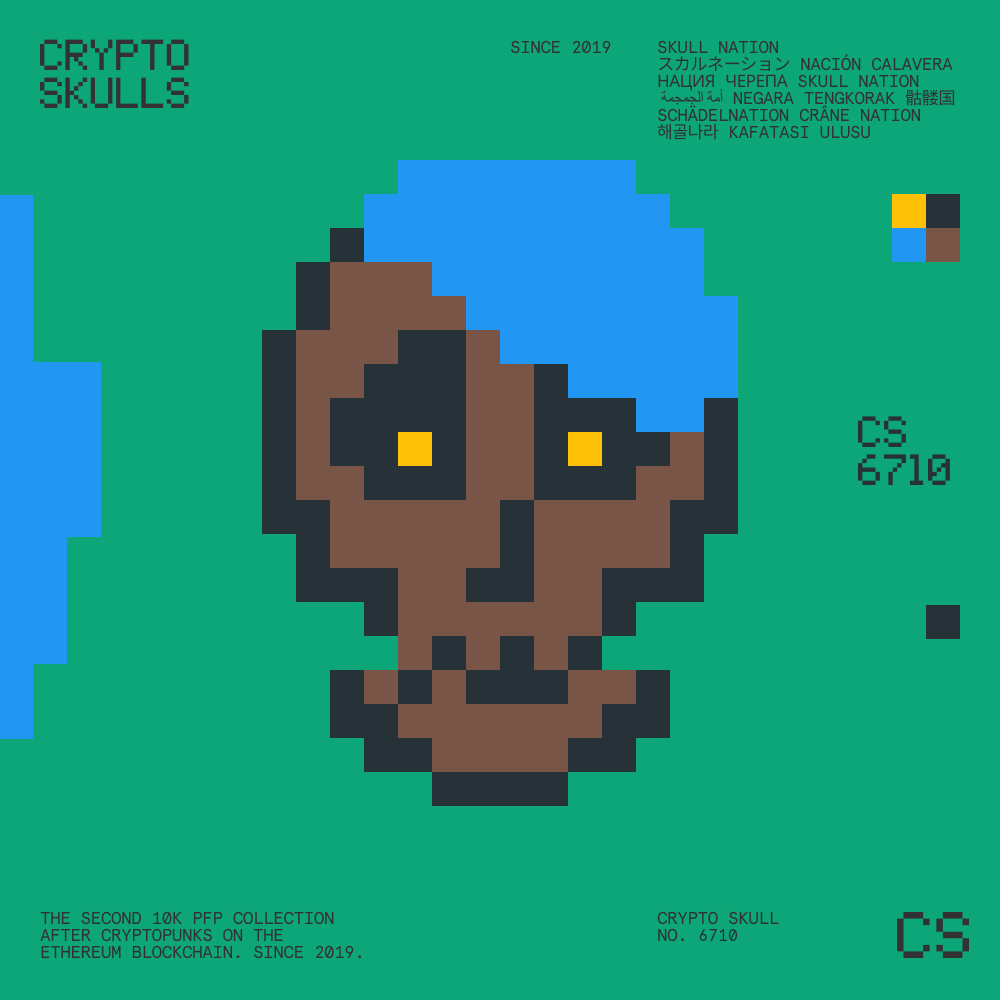 CRYPTO
SKULLS
SINCE 2019
SKULL NATION
スカルネーション NACIÓN CALAVERA
НАЦИЯ ЧЕРЕПА SKULL NATION
أمة الجمجمة NEGARA TENGKORAK 骷髅国
SCHÄDELNATION CRÂNE NATION
해골나라 KAFATASI ULUSU
CS
6710
THE SECOND 10K PFP COLLECTION
AFTER CRYPTOPUNKS ON THE
ETHEREUM BLOCKCHAIN. SINCE 2019.
CRYPTO SKULL
NO. 6710
CS